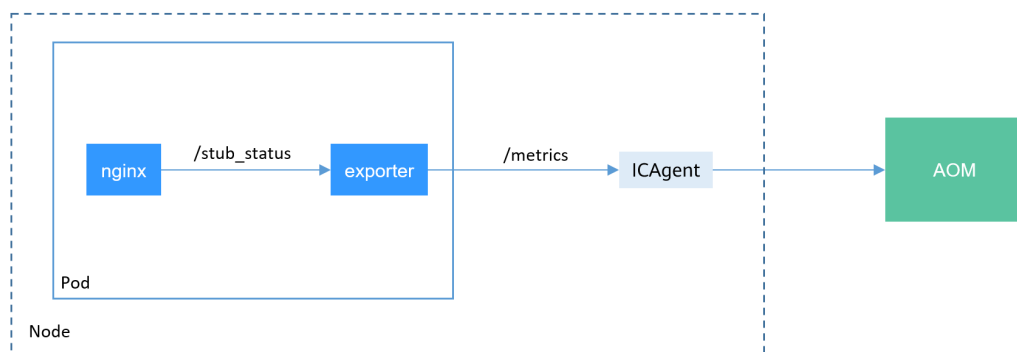 /stub_status
/metrics
nginx
exporter
ICAgent
AOM
Pod
Node